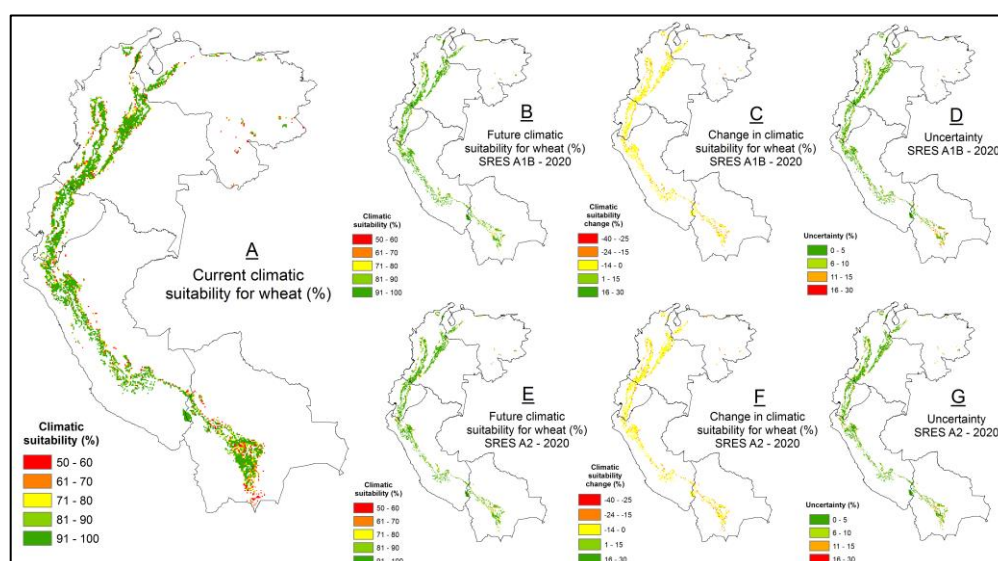 A
Current climatic
suitability for wheat (%)
Climatic
suitability (%)
50 - 60
61 - 70
71 - 80
81 - 90
91 - 100
B
Future climatic
suitability for wheat (%)
SRES A1B - 2020
Climatic
suitability (%)
50 - 60
61 - 70
71 - 80
81 - 90
91 - 100
C
Change in climatic
suitability for wheat (%)
SRES A1B - 2020
Climatic
suitability
change (%)
-40 - -25
-24 - -15
-14 - 0
1 - 15
16 - 30
D
Uncertainty
SRES A1B - 2020
Uncertainty (%)
0 - 5
6 - 10
11 - 15
16 - 30
E
Future climatic
suitability for wheat (%)
SRES A2 - 2020
Climatic
suitability (%)
50 - 60
61 - 70
71 - 80
81 - 90
91 - 100
F
Change in climatic
suitability for wheat (%)
SRES A2 - 2020
Climatic
suitability
change (%)
-40 - -25
-24 - -15
-14 - 0
1 - 15
16 - 30
G
Uncertainty
SRES A2 - 2020
Uncertainty (%)
0 - 5
6 - 10
11 - 15
16 - 30